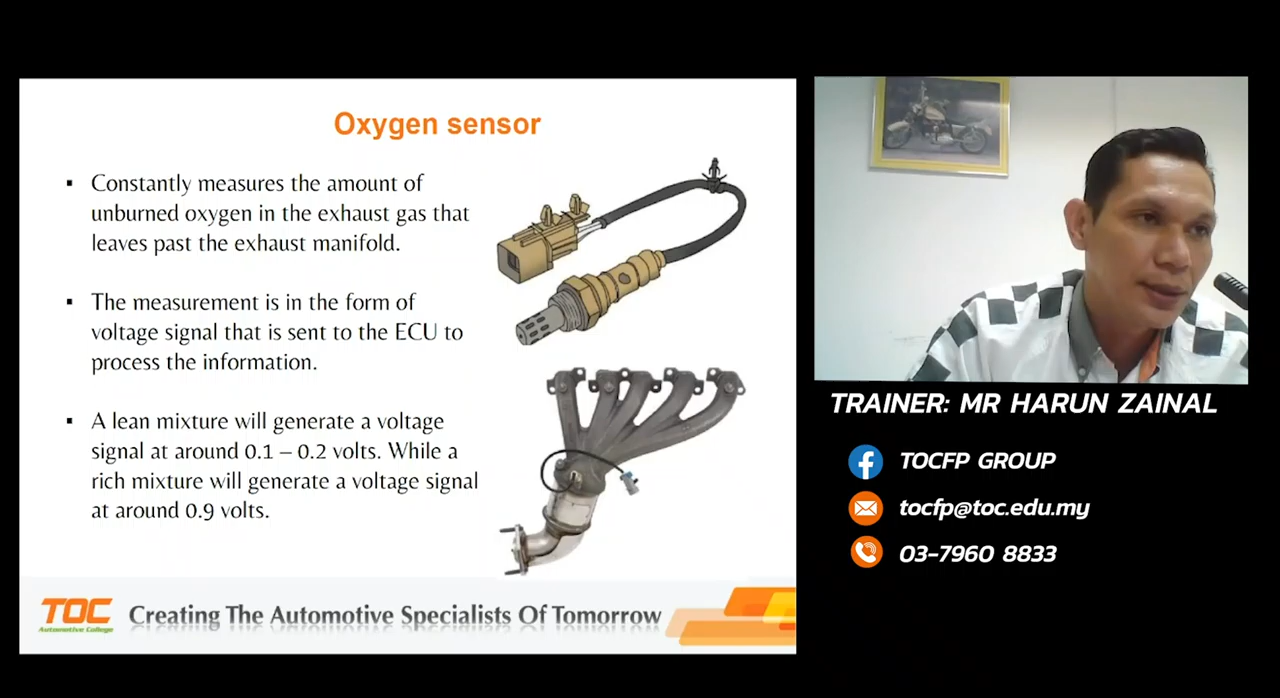 Oxygen sensor
▪ Constantly measures the amount of
unburned oxygen in the exhaust gas that
leaves past the exhaust manifold.
▪ The measurement is in the form of
voltage signal that is sent to the ECU to
process the information.
▪ A lean mixture will generate a voltage
signal at around 0.1 – 0.2 volts. While a
rich mixture will generate a voltage signal
at around 0.9 volts.
TOC
Automotive College
Creating The Automotive Specialists Of Tomorrow
TRAINER: MR HARUN ZAINAL
TOCFP GROUP
tocfp@toc.edu.my
03-7960 8833